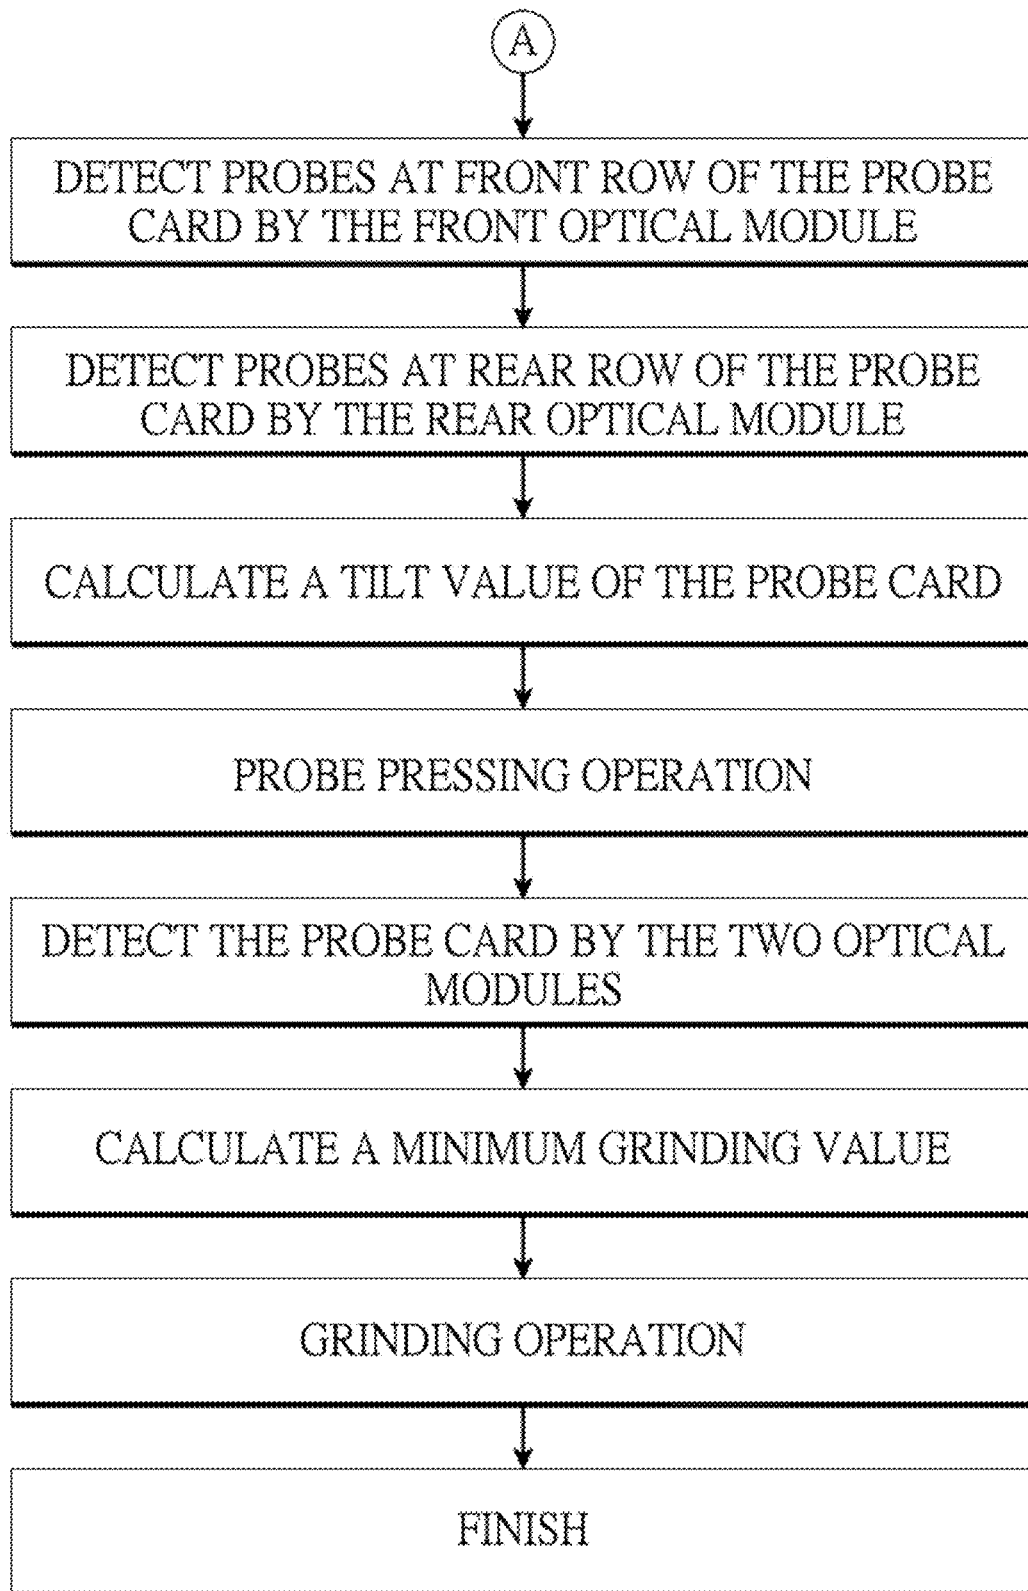 A
DETECT PROBES AT FRONT ROW OF THE PROBE
CARD BY THE FRONT OPTICAL MODULE
DETECT PROBES AT REAR ROW OF THE PROBE
CARD BY THE REAR OPTICAL MODULE
CALCULATE A TILT VALUE OF THE PROBE CARD
PROBE PRESSING OPERATION
DETECT THE PROBE CARD BY THE TWO OPTICAL
MODULES
CALCULATE A MINIMUM GRINDING VALUE
GRINDING OPERATION
FINISH